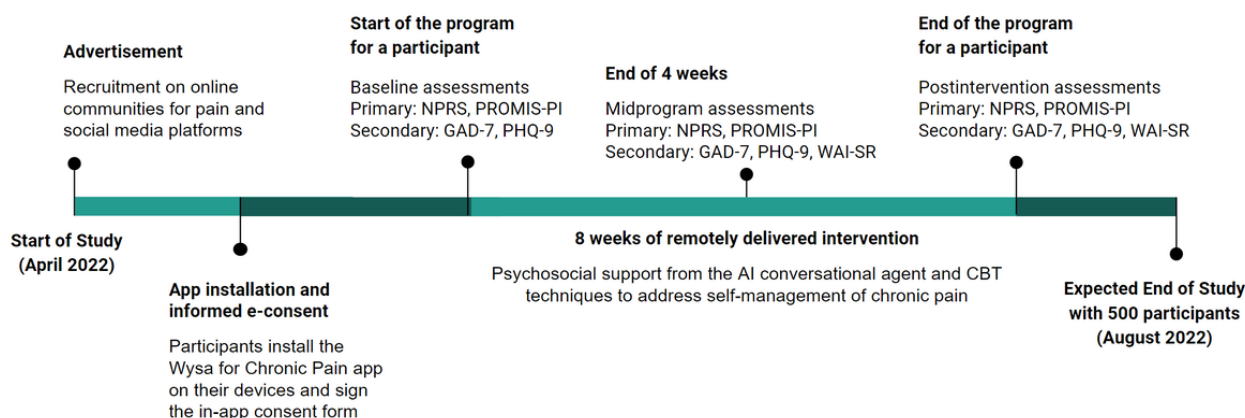 Advertisement
Recruitment on online
communities for pain and
social media platforms
Start of the program
for a participant
Baseline assessments
Primary: NPRS, PROMIS-PI
Secondary: GAD-7, PHQ-9
End of 4 weeks
Midprogram assessments
Primary: NPRS, PROMIS-PI
Secondary: GAD-7, PHQ-9, WAI-SR
End of the program
for a participant
Postintervention assessments
Primary: NPRS, PROMIS-PI
Secondary: GAD-7, PHQ-9, WAI-SR
Start of Study
(April 2022)
App installation and
informed e-consent
Participants install the
Wysa for Chronic Pain app
on their devices and sign
the in-app consent form
8 weeks of remotely delivered intervention
Psychosocial support from the AI conversational agent and CBT
techniques to address self-management of chronic pain
Expected End of Study
with 500 participants
(August 2022)